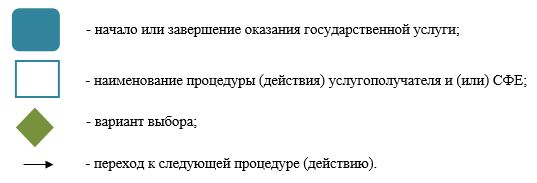 - начало или завершение оказания государственной услуги;
- наименование процедуры (действия) услугополучателя и (или) СФЕ;
- вариант выбора;
- переход к следующей процедуре (действию).